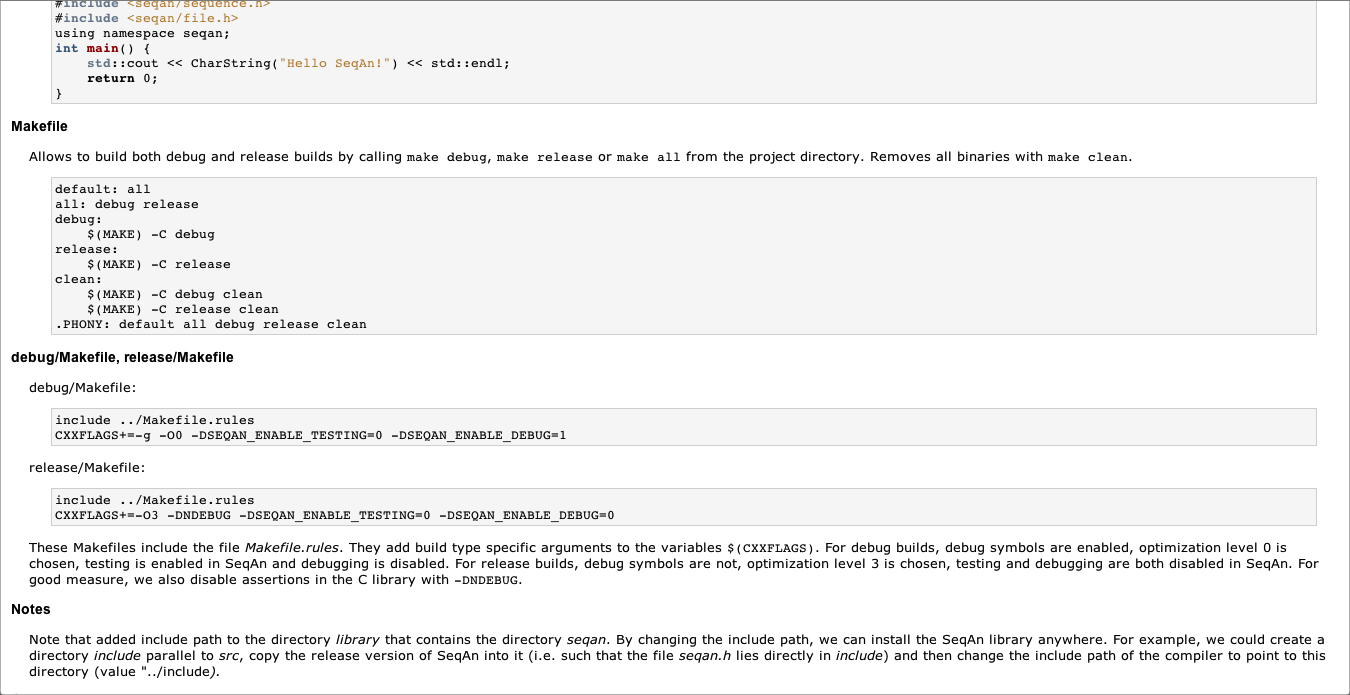 #include <seqan/sequence.h>
#include <seqan/file.h>
using namespace seqan;
int main() {
    std::cout << CharString("Hello SeqAn!") << std::endl;
    return 0;
}
Makefile
Allows to build both debug and release builds by calling make debug, make release or make all from the project directory. Removes all binaries with make clean.
default: all
all: debug release
debug:
    $(MAKE) -C debug
release:
    $(MAKE) -C release
clean:
    $(MAKE) -C debug clean
    $(MAKE) -C release clean
.PHONY: default all debug release clean
debug/Makefile, release/Makefile
debug/Makefile:
include ../Makefile.rules
CXXFLAGS+=-g -O0 -DSEQAN_ENABLE_TESTING=0 -DSEQAN_ENABLE_DEBUG=1
release/Makefile:
include ../Makefile.rules
CXXFLAGS+=-O3 -DNDEBUG -DSEQAN_ENABLE_TESTING=0 -DSEQAN_ENABLE_DEBUG=0
These Makefiles include the file Makefile.rules. They add build type specific arguments to the variables $(CXXFLAGS). For debug builds, debug symbols are enabled, optimization level 0 is
chosen, testing is enabled in SeqAn and debugging is disabled. For release builds, debug symbols are not, optimization level 3 is chosen, testing and debugging are both disabled in SeqAn. For
good measure, we also disable assertions in the C library with -DNDEBUG.
Notes
Note that added include path to the directory library that contains the directory seqan. By changing the include path, we can install the SeqAn library anywhere. For example, we could create a
directory include parallel to src, copy the release version of SeqAn into it (i.e. such that the file seqan.h lies directly in include) and then change the include path of the compiler to point to this
directory (value "../include).